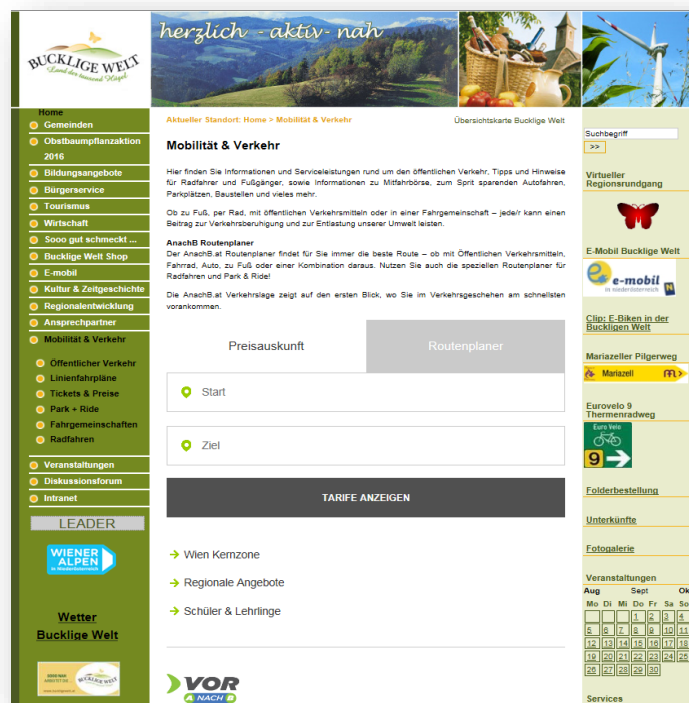 BUCKLIGE WELT
Land der tausend Hügel
herzlich - aktiv - nah
Home
Gemeinden
Obstbaumpflanzaktion
2016
Bildungsangebote
Bürgerservice
Tourismus
Wirtschaft
Sooo gut schmeckt ...
Bucklige Welt Shop
E-mobil
Kultur & Zeitgeschichte
Regionalentwicklung
Ansprechpartner
Mobilität & Verkehr
Öffentlicher Verkehr
Linienfahrpläne
Tickets & Preise
Park + Ride
Fahrgemeinschaften
Radfahren
Veranstaltungen
Diskussionsforum
Intranet
LEADER
WIENER
ALPEN
in Niederösterreich
Wetter
Bucklige Welt
BUCKLIGE WELT
Aktueller Standort: Home > Mobilität & Verkehr
Übersichtskarte Bucklige Welt
Mobilität & Verkehr
Hier finden Sie Informationen und Serviceleistungen rund um den öffentlichen Verkehr, Tipps und Hinweise
für Radfahrer und Fußgänger, sowie Informationen zu Mitfahrbörse, zum Sprit sparenden Autofahren,
Parkplätzen, Baustellen und vieles mehr.
Ob zu Fuß, per Rad, mit öffentlichen Verkehrsmitteln oder in einer Fahrgemeinschaft – jede/r kann einen
Beitrag zur Verkehrsberuhigung und zur Entlastung unserer Umwelt leisten.
AnachB Routenplaner
Der AnachB.at Routenplaner findet für Sie immer die beste Route – ob mit Öffentlichen Verkehrsmitteln,
Fahrrad, Auto, zu Fuß oder einer Kombination daraus. Nutzen Sie auch die speziellen Routenplaner für
Radfahren und Park & Ride!
Die AnachB.at Verkehrslage zeigt auf den ersten Blick, wo Sie im Verkehrsgeschehen am schnellsten
vorankommen.
Preisauskunft
Routenplaner
Start
Ziel
TARIFE ANZEIGEN
Wien Kernzone
Regionale Angebote
Schüler & Lehrlinge
VOR
A NACH B
Suchbegriff
>>
Virtueller
Regionsrundgang
E-Mobil Bucklige Welt
e-mobil
in niederösterreich
N
Clip: E-Biken in der
Buckligen Welt
Mariazeller Pilgerweg
Mariazell
Eurovelo 9
Thermenradweg
Euro Velo
9
Folderbestellung
Unterkünfte
Fotogalerie
Veranstaltungen
Aug Sept Ok
Mo Di Mi Do Fr Sa So
1 2 3 4
5 6 7 8 9 10 11
12 13 14 15 16 17 18
19 20 21 22 23 24 25
26 27 28 29 30
Services